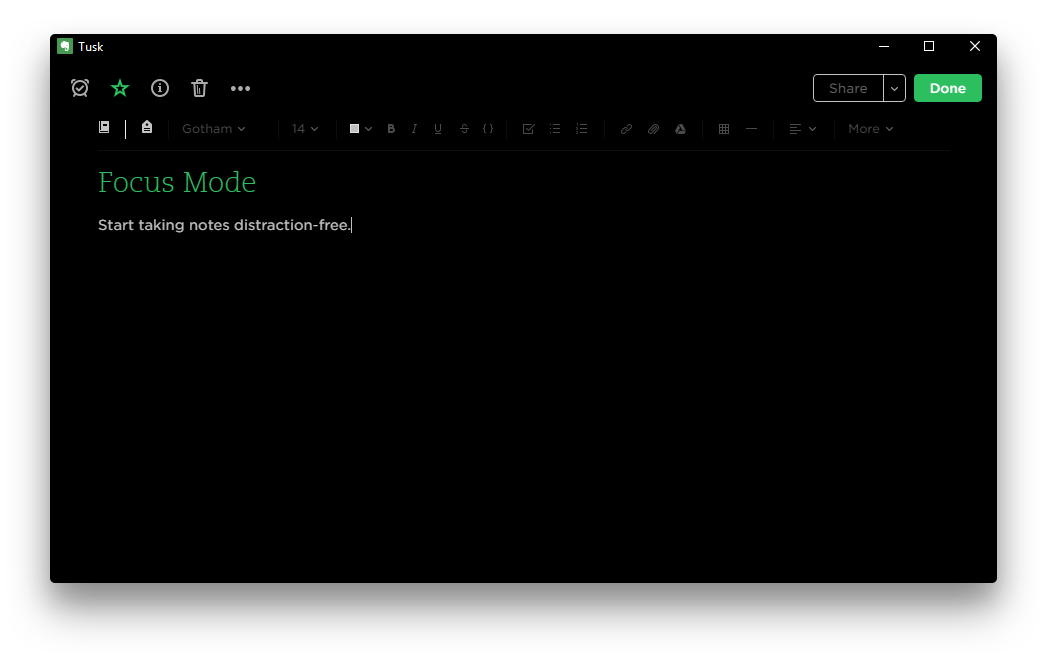 Tusk
Share
Done
Gotham
14
B I U S { }
More
Focus Mode
Start taking notes distraction-free.